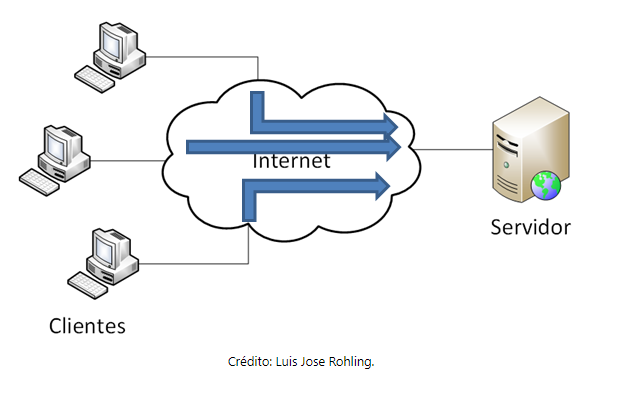 Internet
Servidor
Clientes
Crédito: Luis Jose Rohling.